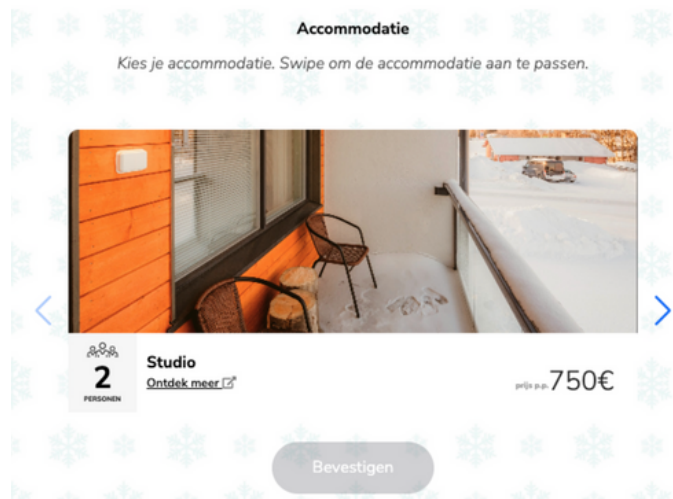 Accommodatie
Kies je accommodatie. Swipe om de accommodatie aan te passen.
2
PERSONEN
Studio
Ontdek meer
prijs p.p. 750€
Bevestigen